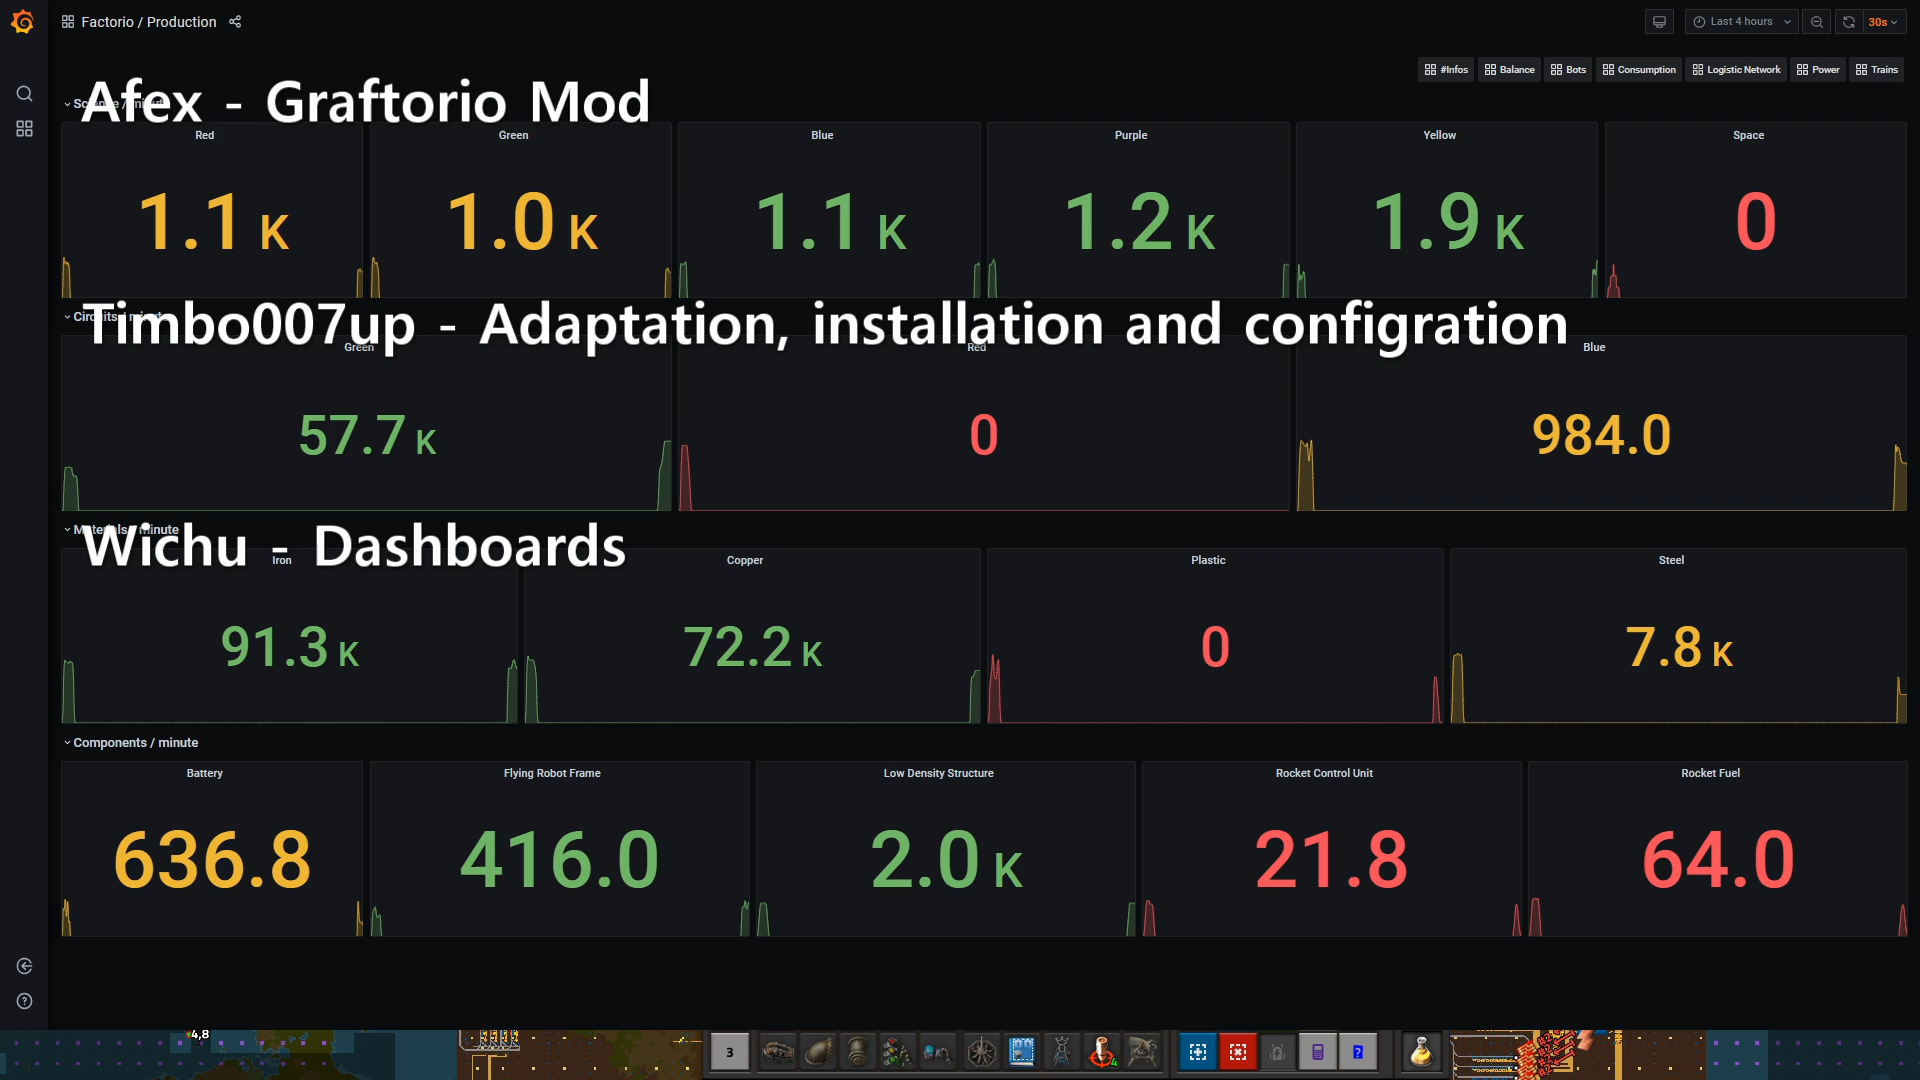 Factorio / Production
Last 4 hours
30s
#Infos
Balance
Bots
Consumption
Logistic Network
Power
Trains
Afex - Graftorio Mod
Red
Green
Blue
Purple
Yellow
Space
1.1 K
1.0 K
1.1 K
1.2 K
1.9 K
0
Timbo007up - Adaptation, installation and configration
Green
Red
Blue
57.7 K
0
984.0
Wichu - Dashboards
Iron
Copper
Plastic
Steel
91.3 K
72.2 K
0
7.8 K
Components / minute
Battery
Flying Robot Frame
Low Density Structure
Rocket Control Unit
Rocket Fuel
636.8
416.0
2.0 K
21.8
64.0
4,8
3
4
?